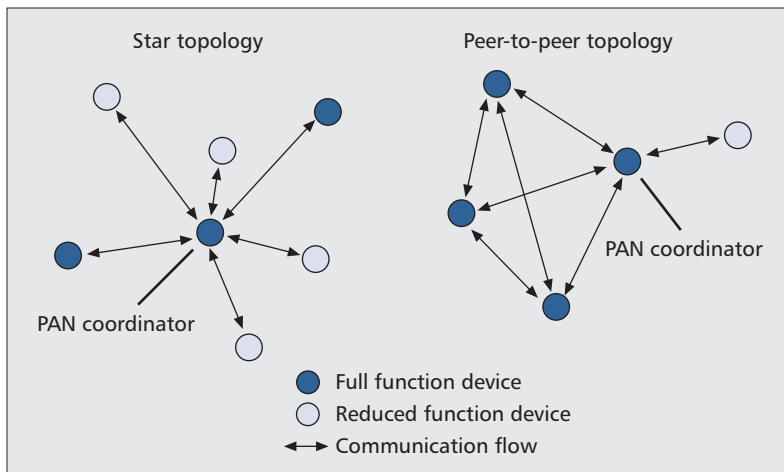 Star topology
Peer-to-peer topology
PAN coordinator
PAN coordinator
Full function device
Reduced function device
Communication flow